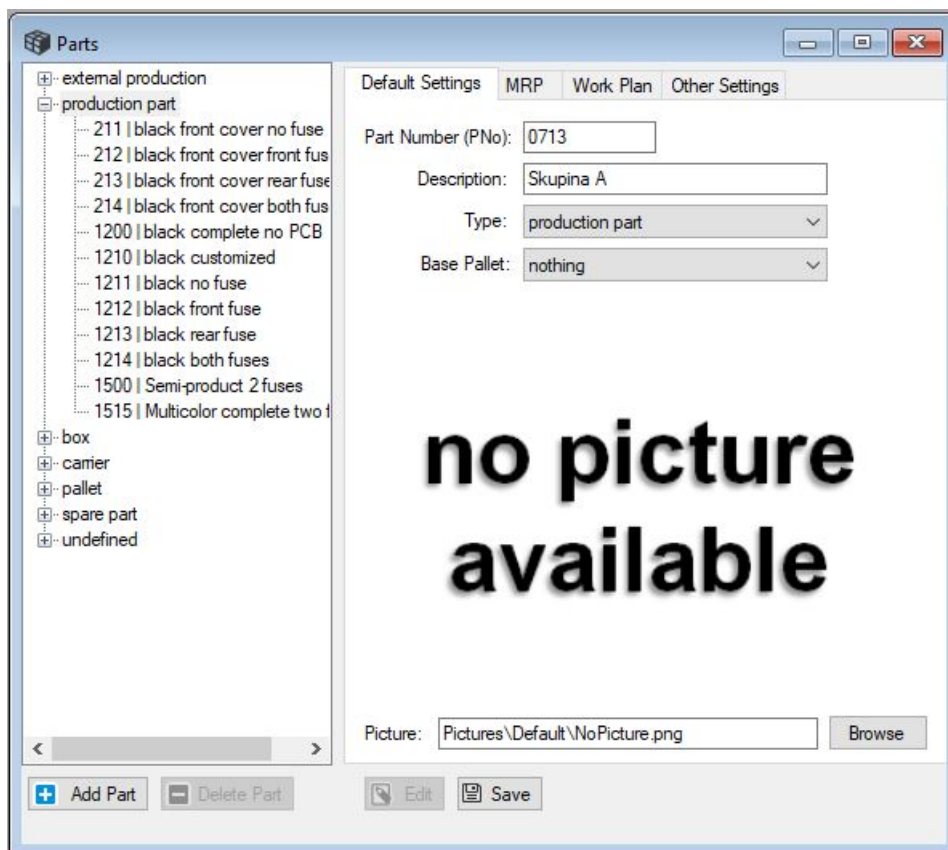 Parts
external production
production part
211 | black front cover no fuse
212 | black front cover front fus
213 | black front cover rear fuse
214 | black front cover both fus
1200 | black complete no PCB
1210 | black customized
1211 | black no fuse
1212 | black front fuse
1213 | black rear fuse
1214 | black both fuses
1500 | Semi-product 2 fuses
1515 | Multicolor complete two f
box
carrier
pallet
spare part
undefined
Add Part
Delete Part
Default Settings
MRP
Work Plan
Other Settings
Part Number (PNo): 0713
Description: Skupina A
Type: production part
Base Pallet: nothing
no picture
available
Picture: Pictures\Default\NoPicture.png
Browse
Edit
Save